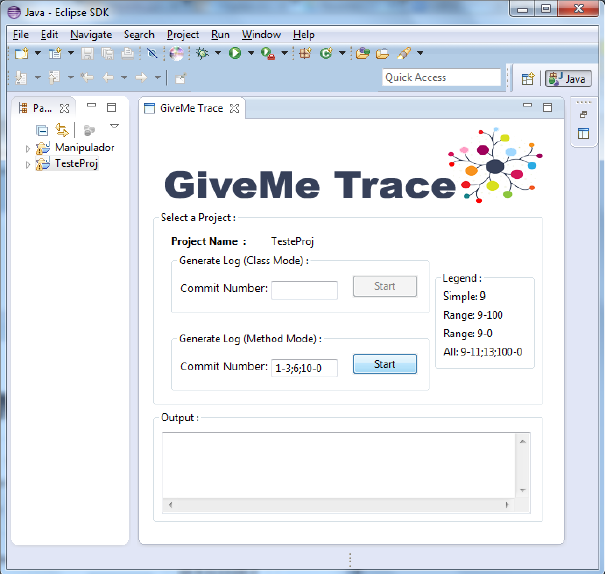 Java - Eclipse SDK
File Edit Navigate Search Project Run Window Help
Quick Access
Java
Pa...
GiveMe Trace
Manipulador
TesteProj
GiveMe Trace
Select a Project :
Project Name : TesteProj
Generate Log (Class Mode) :
Commit Number:
Start
Legend :
Simple: 9
Range: 9-100
Range: 9-0
All: 9-11;13;100-0
Generate Log (Method Mode) :
Commit Number: 1-3;6;10-0
Start
Output :